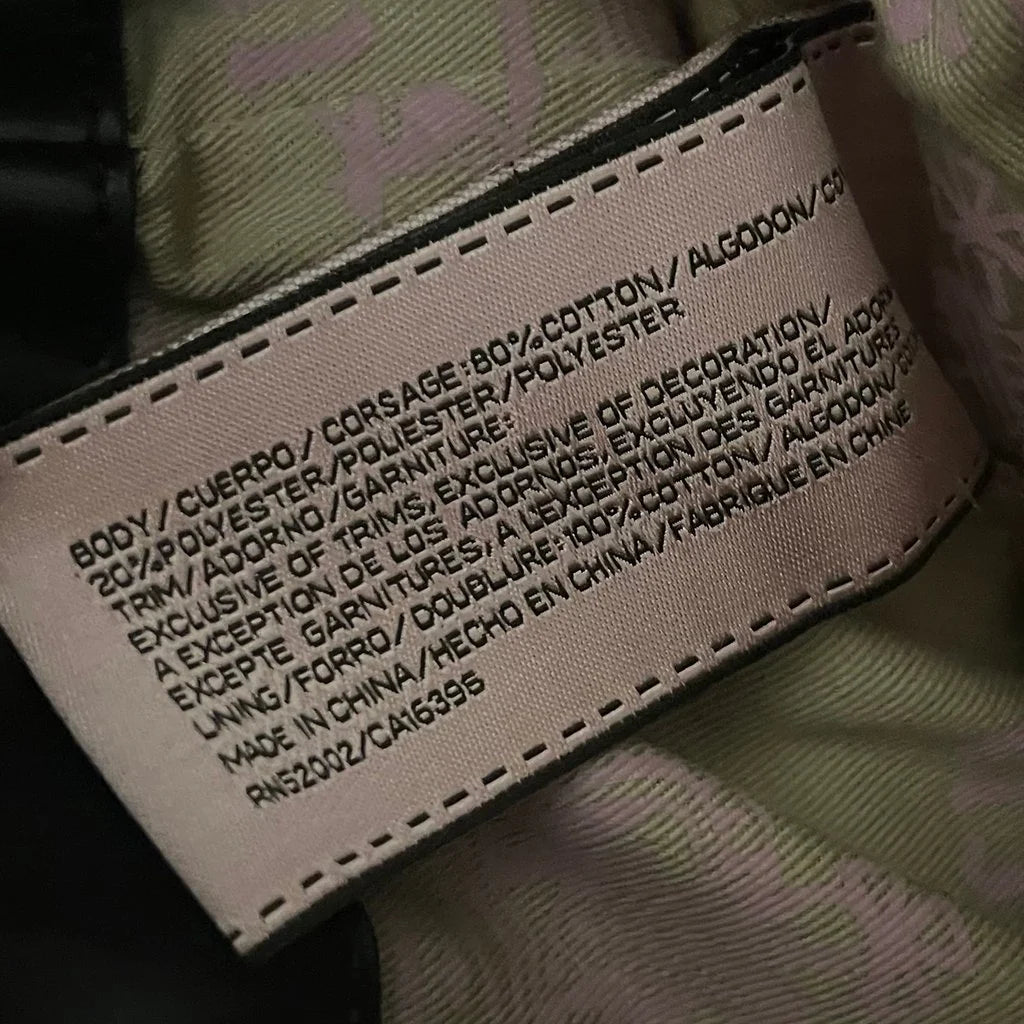 BODY/CUERPO/CORSAGE:80%COTTON/ALGODON/
20%POLYESTER/POLIESTER/POLYESTER
TRIM/ADORNO/GARNITURE:
EXCLUSIVE OF TRIMS, EXCLUSIVE OF DECORATION/
A EXCEPTION DE LOS ADORNOS, EXCLUYENDO EL
EXCEPTE GARNITURES, A L'EXCEPTION DES GARNITURES
LINING/FORRO/DOUBLURE:100%COTTON/ALGODON/
MADE IN CHINA/HECHO EN CHINA/FABRIQUE EN CHINE
RN52002/CA16395